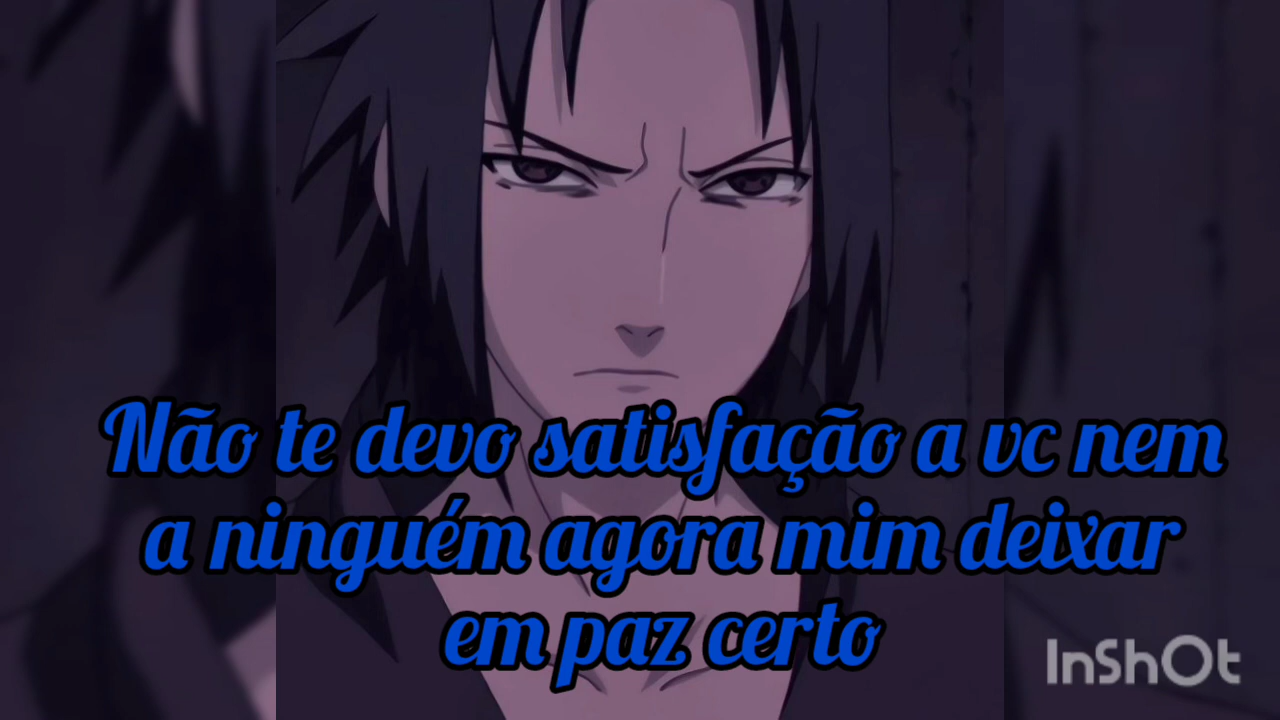 Não te devo satisfação a vc nem
a ninguém agora mim deixar
em paz certo
InShOt